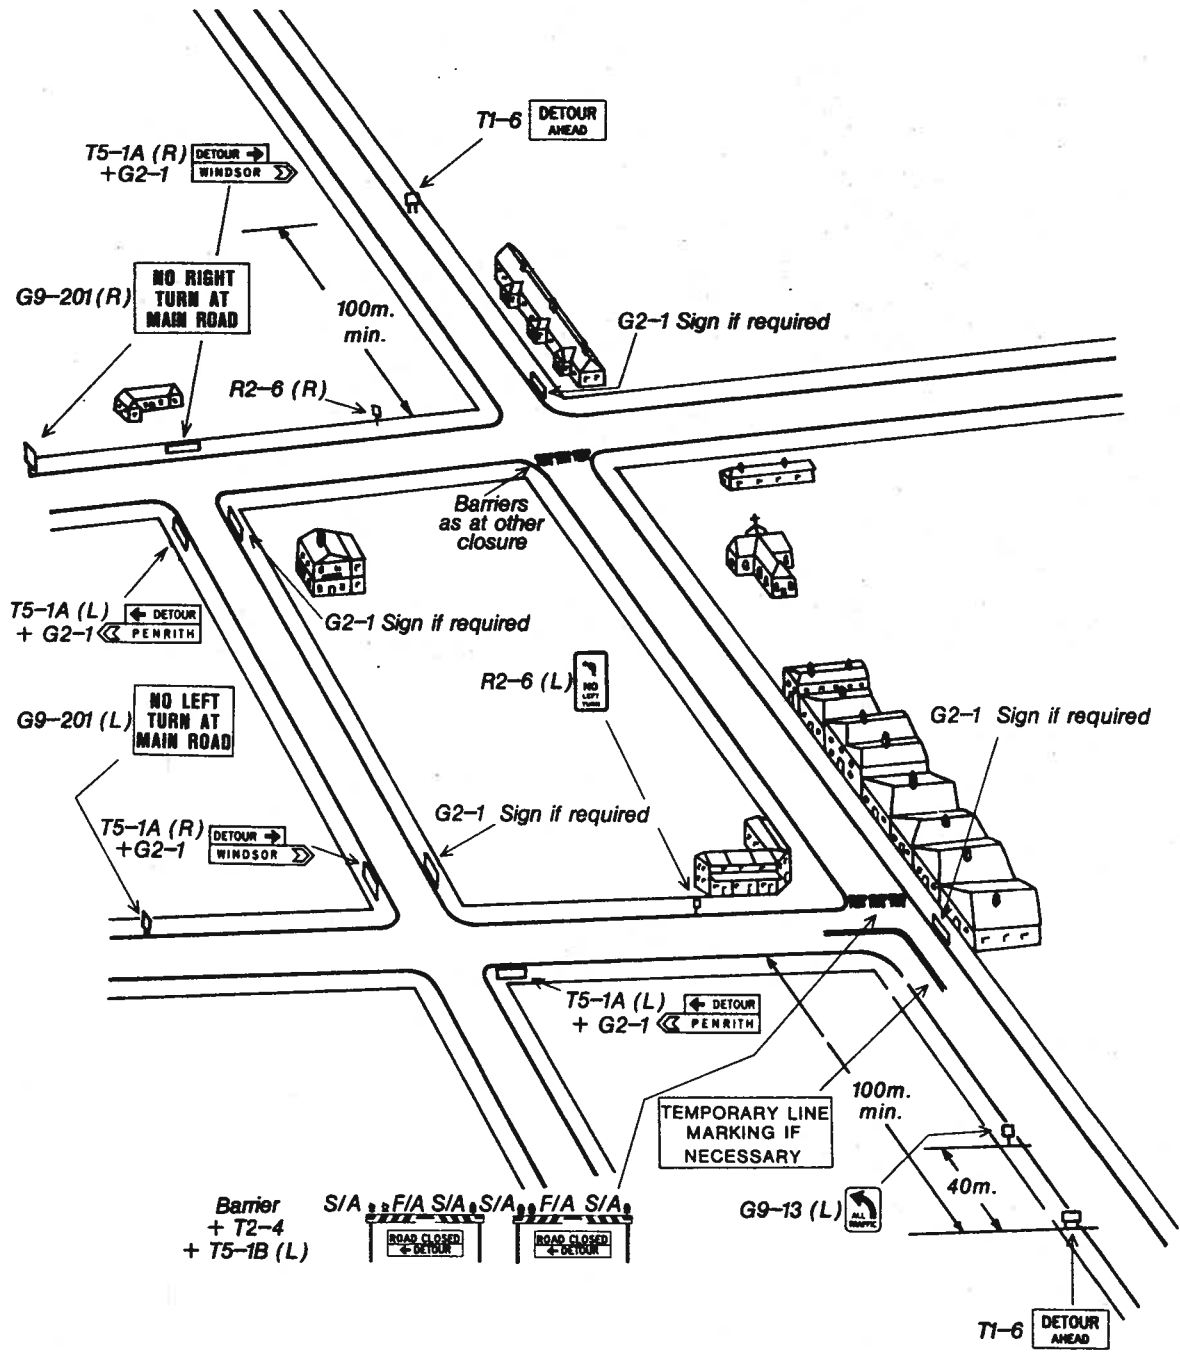 T1-6
DETOUR
AHEAD
T5-1A (R)
+G2-1
DETOUR →
WINDSOR
G9-201(R)
NO RIGHT
TURN AT
MAIN ROAD
100m.
min.
G2-1 Sign if required
R2-6 (R)
Barriers
as at other
closure
T5-1A (L)
+ G2-1
← DETOUR
PENRITH
G2-1 Sign if required
R2-6 (L)
NO
LEFT
TURN
G9-201 (L)
NO LEFT
TURN AT
MAIN ROAD
G2-1 Sign if required
G2-1 Sign if required
T5-1A (R)
+G2-1
DETOUR →
WINDSOR
T5-1A (L)
+ G2-1
← DETOUR
PENRITH
TEMPORARY LINE
MARKING IF
NECESSARY
100m.
min.
40m.
G9-13 (L)
ALL
TRAFFIC
Barrier
+ T2-4
+ T5-1B (L)
S/A F/A S/A S/A F/A S/A
ROAD CLOSED
← DETOUR
ROAD CLOSED
← DETOUR
T1-6
DETOUR
AHEAD